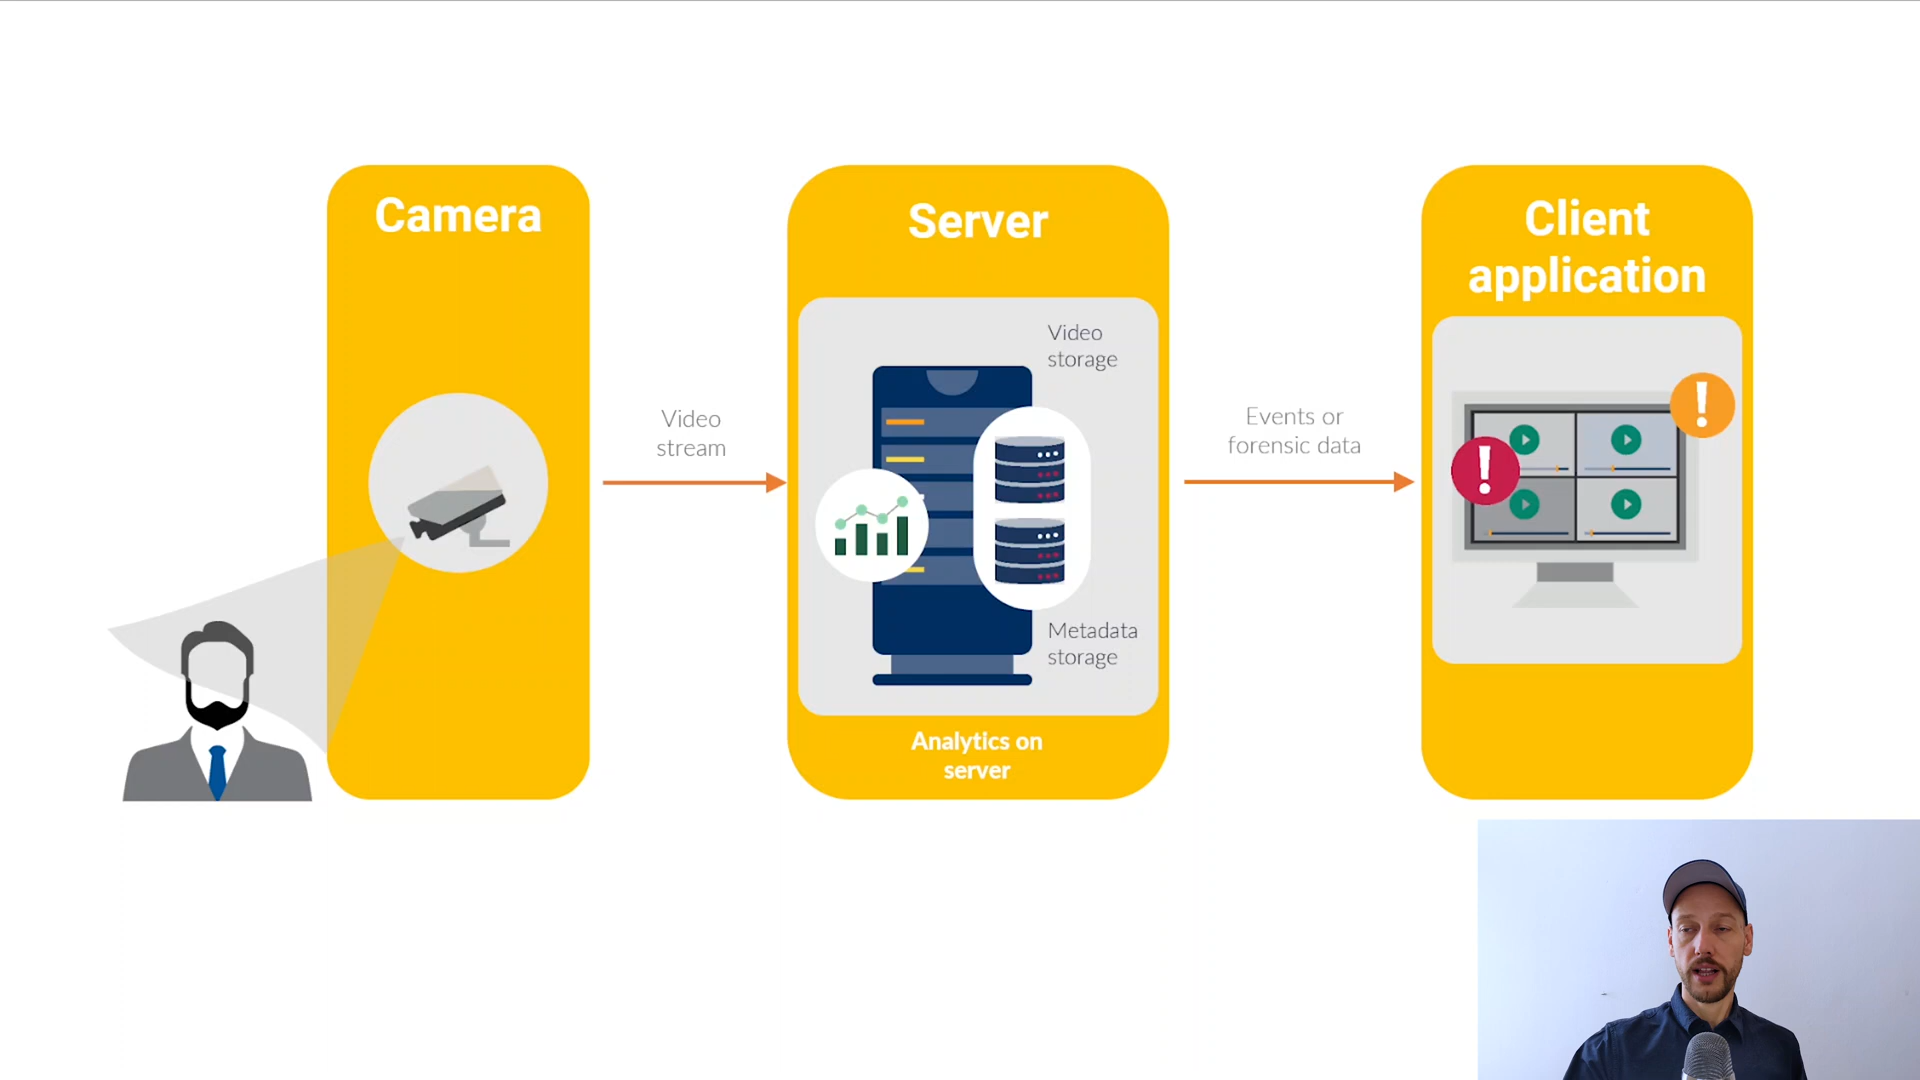 Camera
Video
stream
Server
Video
storage
Metadata
storage
Analytics on
server
Events or
forensic data
Client
application